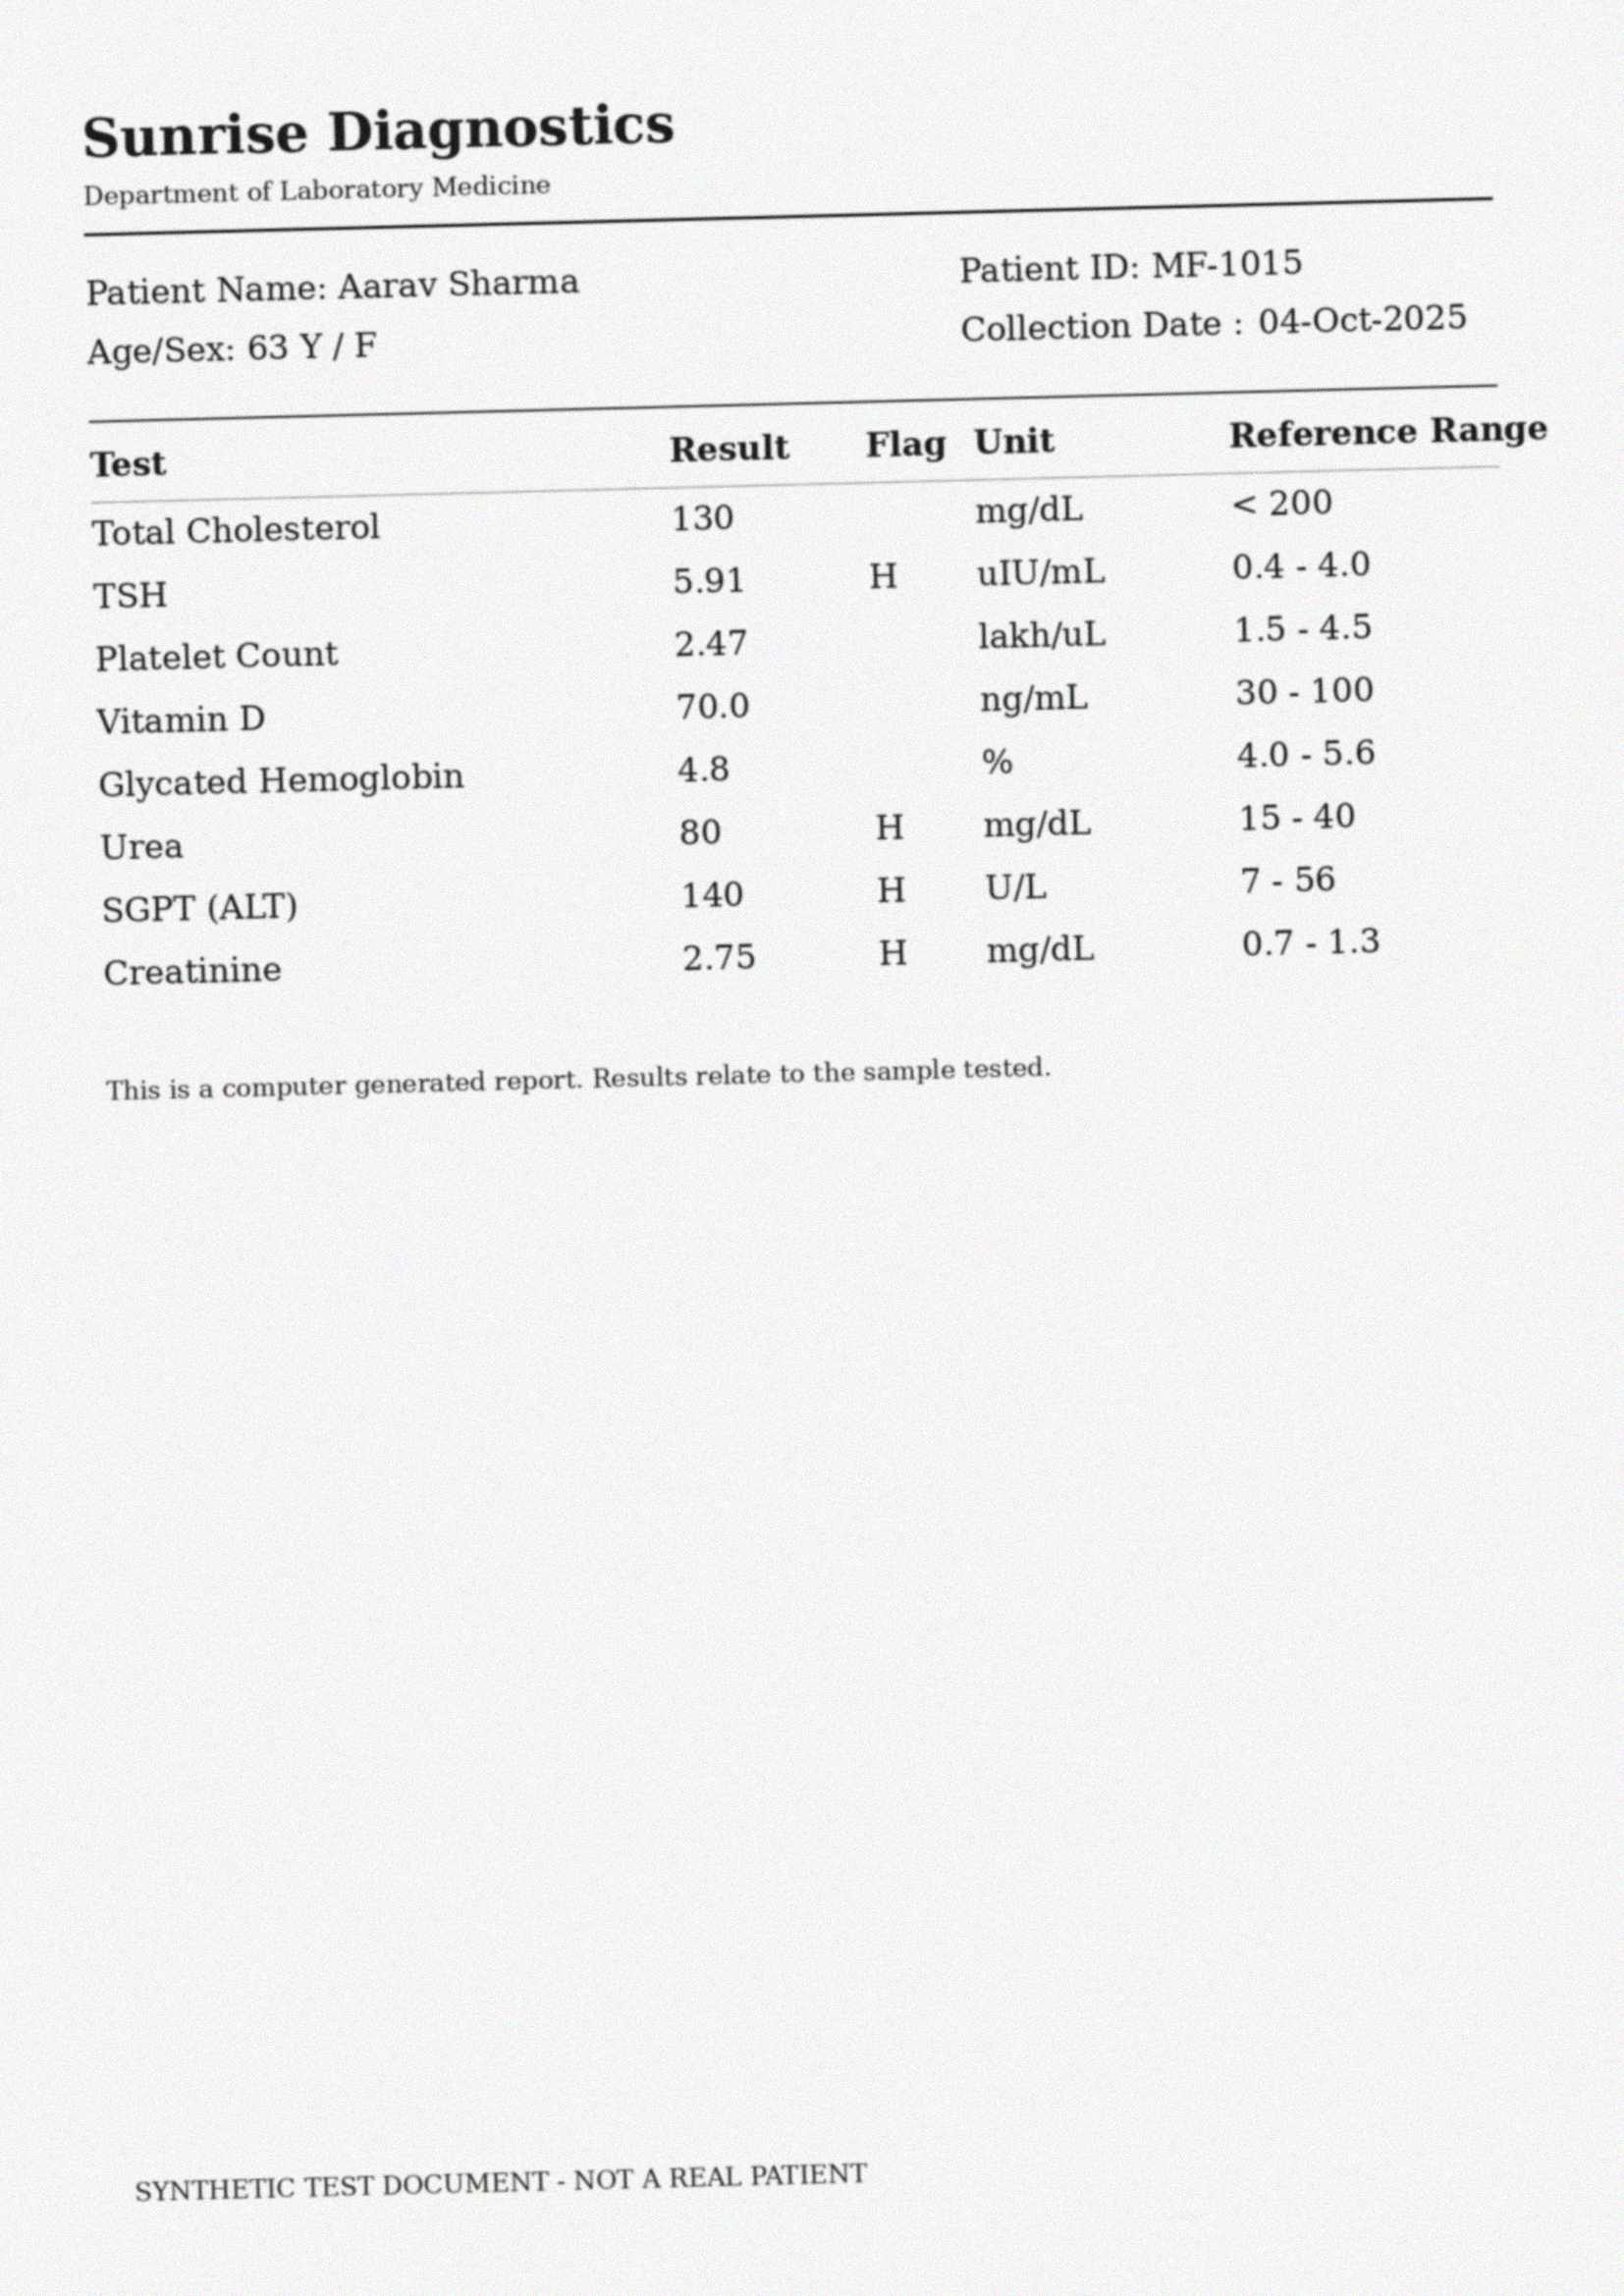 Sunrise Diagnostics
Department of Laboratory Medicine
Patient Name: Aarav Sharma Patient ID: MF-1015
Age/Sex: 63 Y / F Collection Date : 04-Oct-2025
Test Result Flag Unit Reference Range
Total Cholesterol 130 mg/dL < 200
TSH 5.91 H uIU/mL 0.4 - 4.0
Platelet Count 2.47 lakh/uL 1.5 - 4.5
Vitamin D 70.0 ng/mL 30 - 100
Glycated Hemoglobin 4.8 % 4.0 - 5.6
Urea 80 H mg/dL 15 - 40
SGPT (ALT) 140 H U/L 7 - 56
Creatinine 2.75 H mg/dL 0.7 - 1.3
This is a computer generated report. Results relate to the sample tested.
SYNTHETIC TEST DOCUMENT - NOT A REAL PATIENT